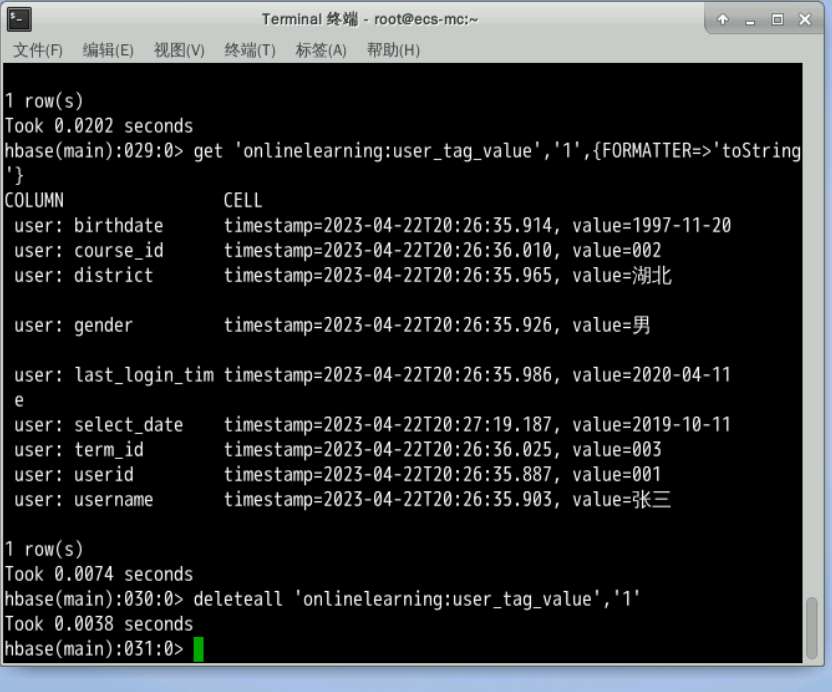 Terminal 终端 - root@ecs-mc:~
文件(F) 编辑(E) 视图(V) 终端(T) 标签(A) 帮助(H)
1 row(s)
Took 0.0202 seconds
hbase(main):029:0> get 'onlinelearning:user_tag_value','1',{FORMATTER=>'toString
'}
COLUMN CELL
user: birthdate timestamp=2023-04-22T20:26:35.914, value=1997-11-20
user: course_id timestamp=2023-04-22T20:26:36.010, value=002
user: district timestamp=2023-04-22T20:26:35.965, value=湖北
user: gender timestamp=2023-04-22T20:26:35.926, value=男
user: last_login_tim timestamp=2023-04-22T20:26:35.986, value=2020-04-11
e
user: select_date timestamp=2023-04-22T20:27:19.187, value=2019-10-11
user: term_id timestamp=2023-04-22T20:26:36.025, value=003
user: userid timestamp=2023-04-22T20:26:35.887, value=001
user: username timestamp=2023-04-22T20:26:35.903, value=张三
1 row(s)
Took 0.0074 seconds
hbase(main):030:0> deleteall 'onlinelearning:user_tag_value','1'
Took 0.0038 seconds
hbase(main):031:0>